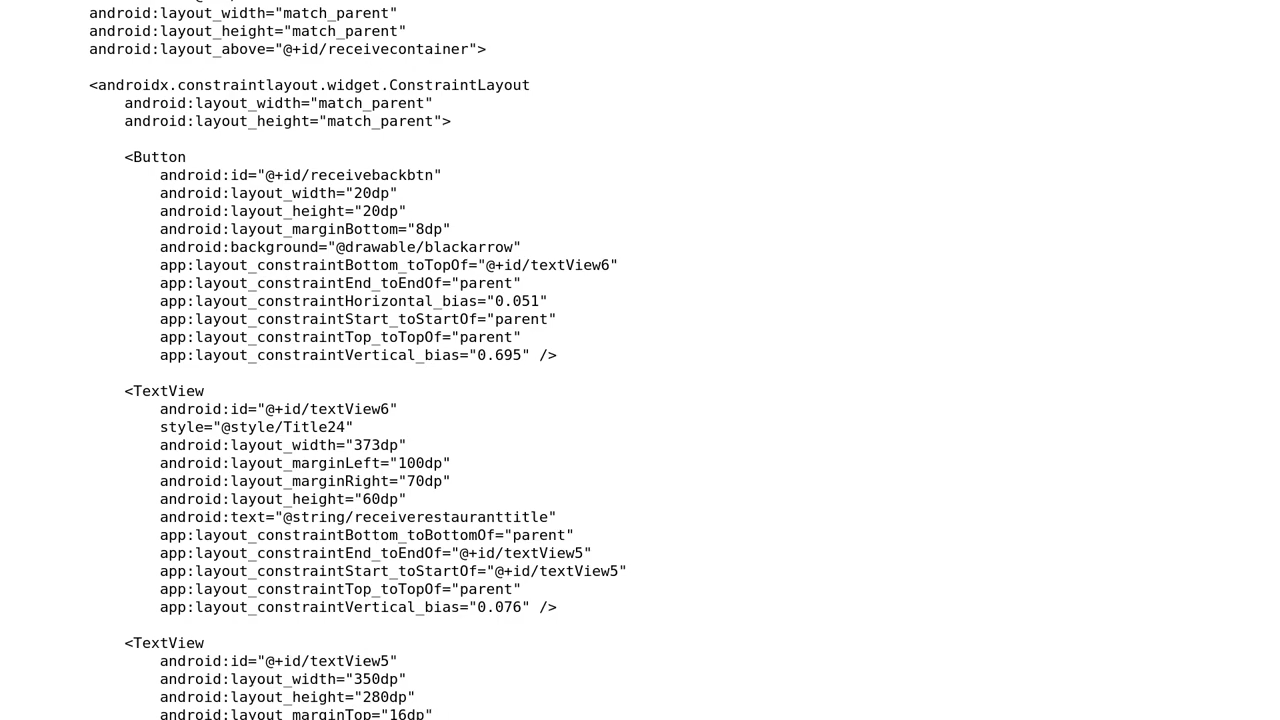 android:layout_width="match_parent"
android:layout_height="match_parent"
android:layout_above="@+id/receivecontainer">
<androidx.constraintlayout.widget.ConstraintLayout
android:layout_width="match_parent"
android:layout_height="match_parent">
<Button
android:id="@+id/receivebackbtn"
android:layout_width="20dp"
android:layout_height="20dp"
android:layout_marginBottom="8dp"
android:background="@drawable/blackarrow"
app:layout_constraintBottom_toTopOf="@+id/textView6"
app:layout_constraintEnd_toEndOf="parent"
app:layout_constraintHorizontal_bias="0.051"
app:layout_constraintStart_toStartOf="parent"
app:layout_constraintTop_toTopOf="parent"
app:layout_constraintVertical_bias="0.695" />
<TextView
android:id="@+id/textView6"
style="@style/Title24"
android:layout_width="373dp"
android:layout_marginLeft="100dp"
android:layout_marginRight="70dp"
android:layout_height="60dp"
android:text="@string/receiverestauranttitle"
app:layout_constraintBottom_toBottomOf="parent"
app:layout_constraintEnd_toEndOf="@+id/textView5"
app:layout_constraintStart_toStartOf="@+id/textView5"
app:layout_constraintTop_toTopOf="parent"
app:layout_constraintVertical_bias="0.076" />
<TextView
android:id="@+id/textView5"
android:layout_width="350dp"
android:layout_height="280dp"
android:layout_marginTop="16dp"